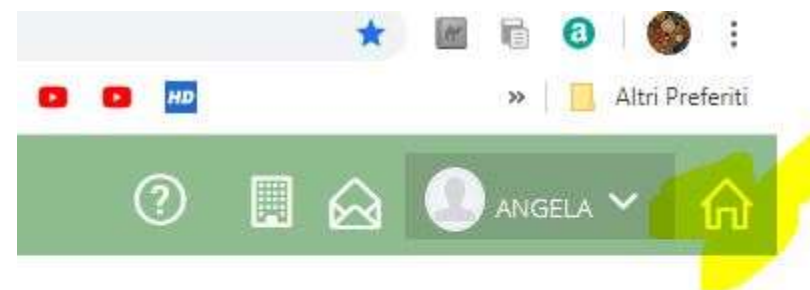 a
HD
» Altri Preferiti
? ANGELA